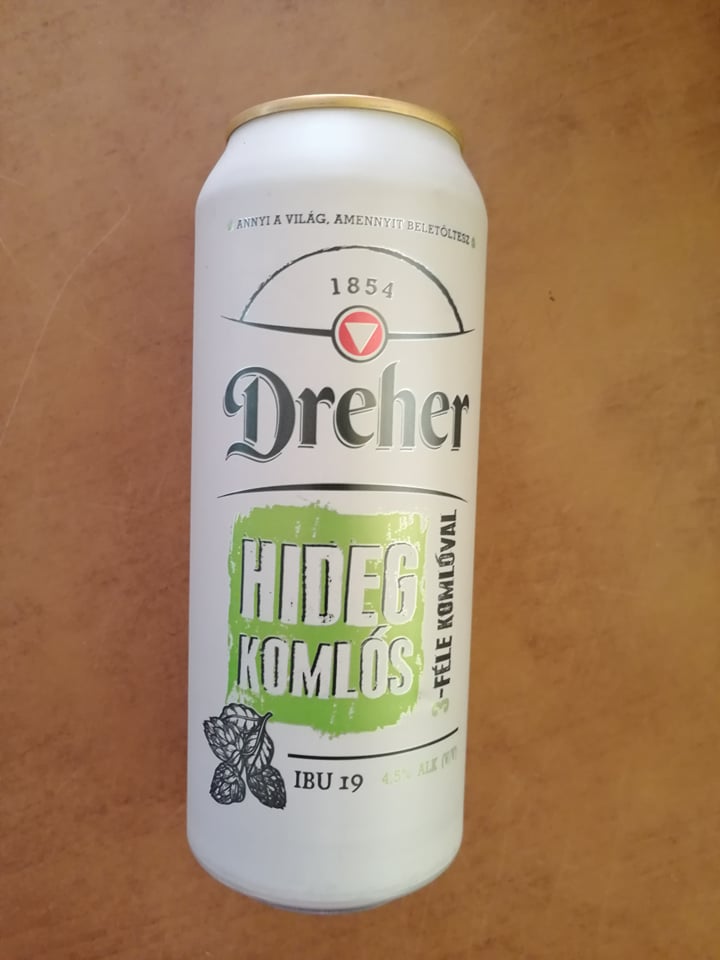 ANNYI A VILÁG, AMENNYIT BELETÖLTESZ
1854
Dreher
HIDEG
KOMLÓS
3-FÉLE KOMLÓVAL
IBU 19 4,5% ALK (V/V)